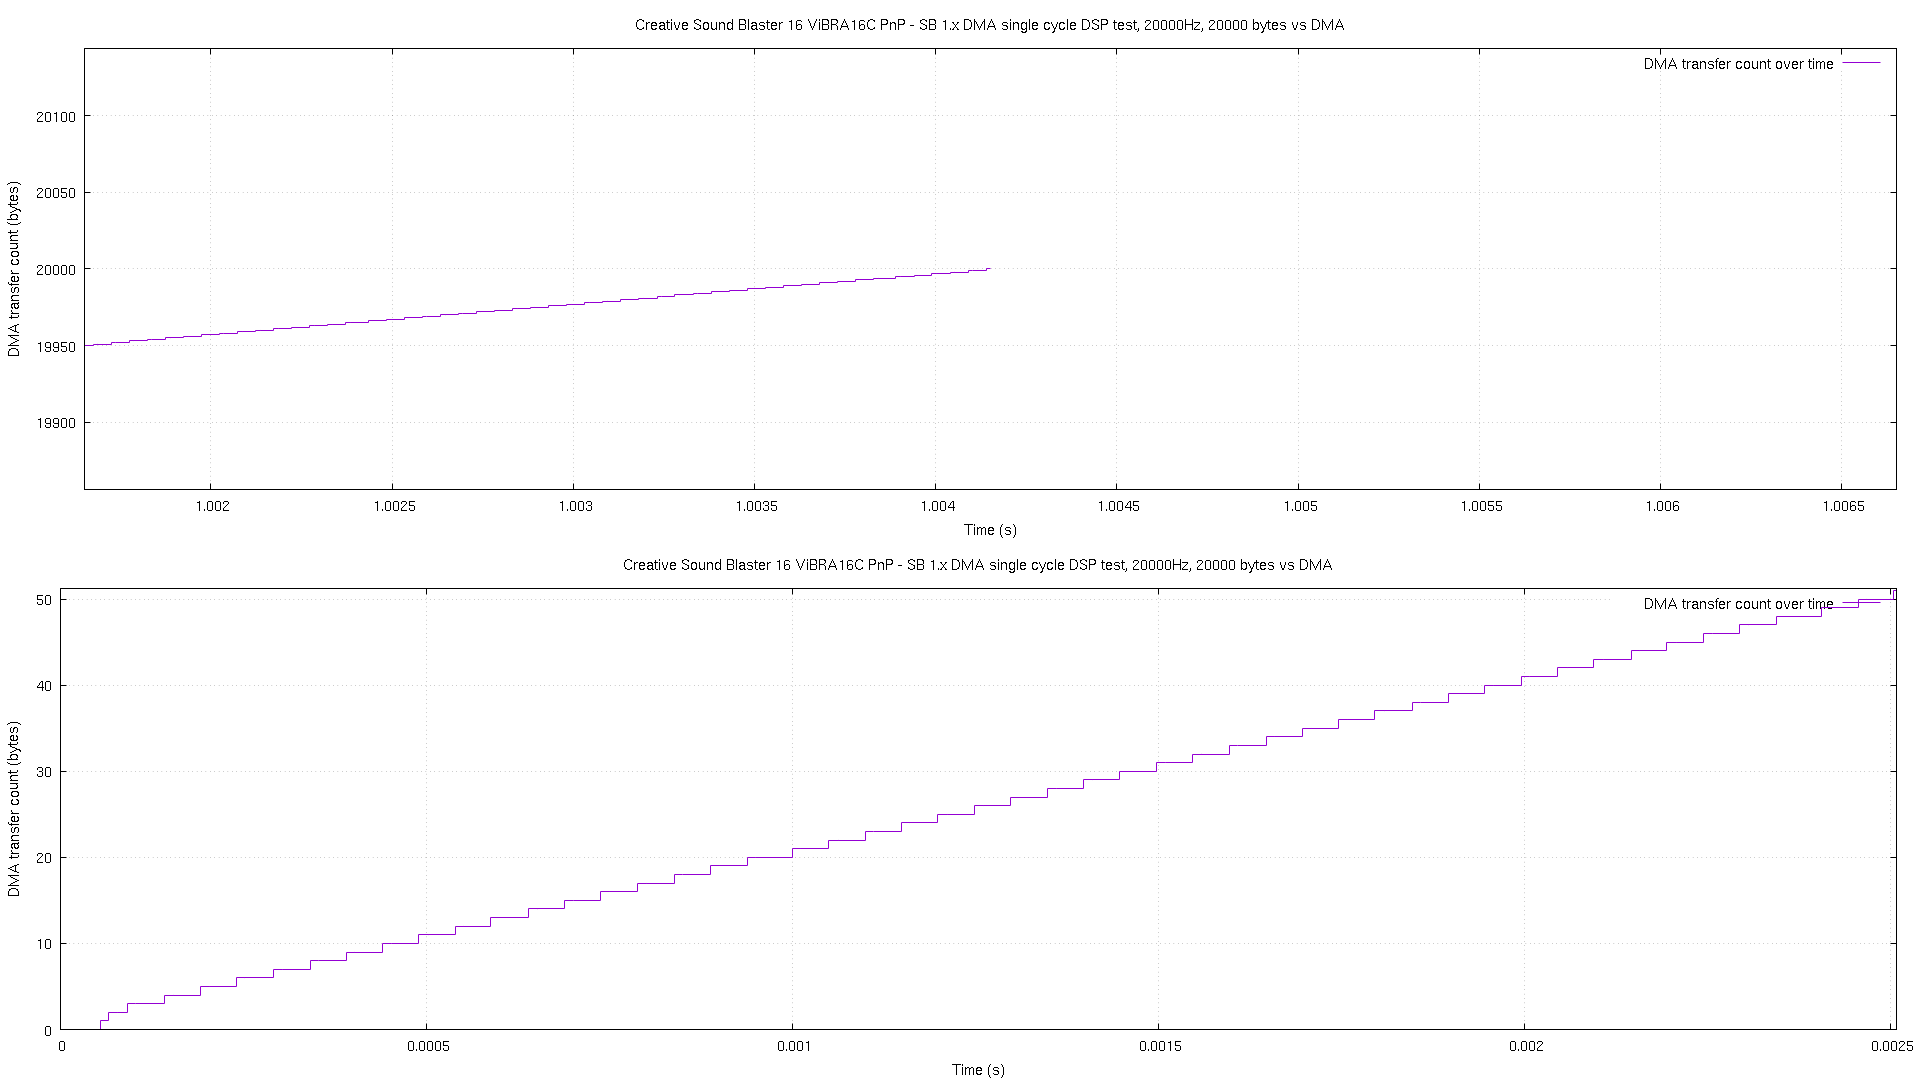 Creative Sound Blaster 16 ViBRA16C PnP - SB 1.x DMA single cycle DSP test, 20000Hz, 20000 bytes vs DMA
DMA transfer count over time
DMA transfer count (bytes)
20100
20050
20000
19950
19900
1.002 1.0025 1.003 1.0035 1.004 1.0045 1.005 1.0055 1.006 1.0065
Time (s)
Creative Sound Blaster 16 ViBRA16C PnP - SB 1.x DMA single cycle DSP test, 20000Hz, 20000 bytes vs DMA
DMA transfer count over time
DMA transfer count (bytes)
50
40
30
20
10
0
0 0.0005 0.001 0.0015 0.002 0.0025
Time (s)